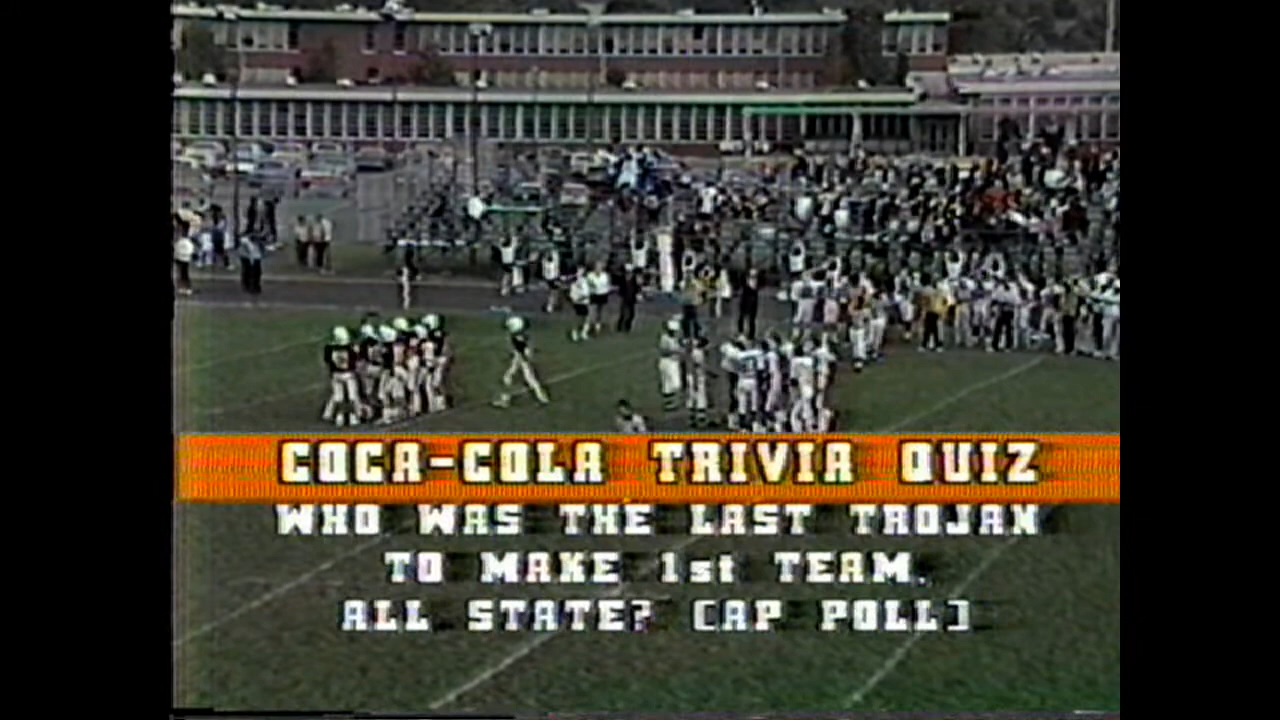 COCA-COLA TRIVIA QUIZ
WHO WAS THE LAST TROJAN
TO MAKE 1st TEAM,
ALL STATE? [AP POLL]